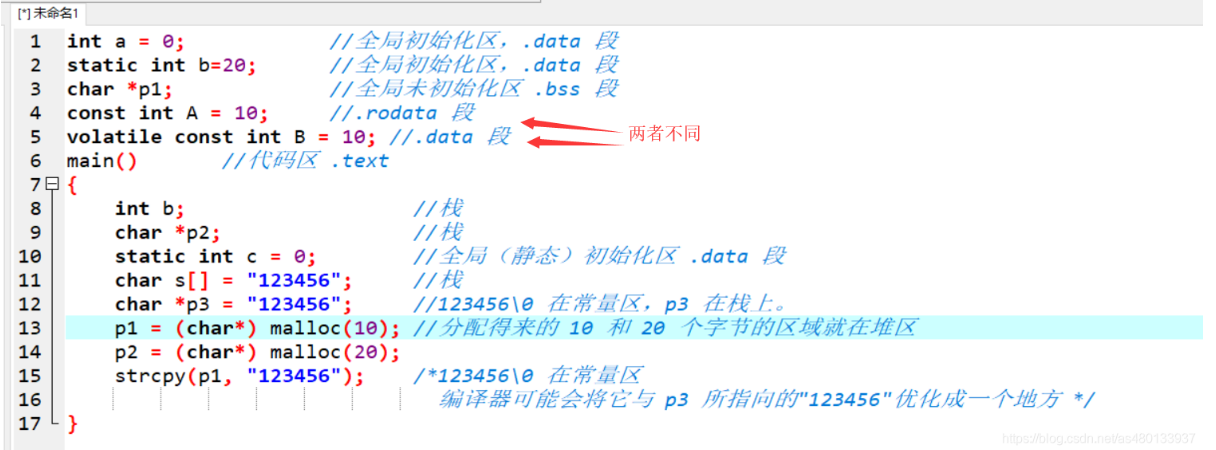 [*] 未命名1
1 int a = 0; //全局初始化区，.data 段
2 static int b=20; //全局初始化区，.data 段
3 char *p1; //全局未初始化区 .bss 段
4 const int A = 10; //.rodata 段
两者不同
5 volatile const int B = 10; //.data 段
6 main() //代码区 .text
7 {
8 int b; //栈
9 char *p2; //栈
10 static int c = 0; //全局（静态）初始化区 .data 段
11 char s[] = "123456"; //栈
12 char *p3 = "123456"; //123456\0 在常量区，p3 在栈上。
13 p1 = (char*) malloc(10); //分配得来的 10 和 20 个字节的区域就在堆区
14 p2 = (char*) malloc(20);
15 strcpy(p1, "123456"); /*123456\0 在常量区
16 编译器可能会将它与 p3 所指向的"123456"优化成一个地方 */
17 }
https://blog.csdn.net/as480133937